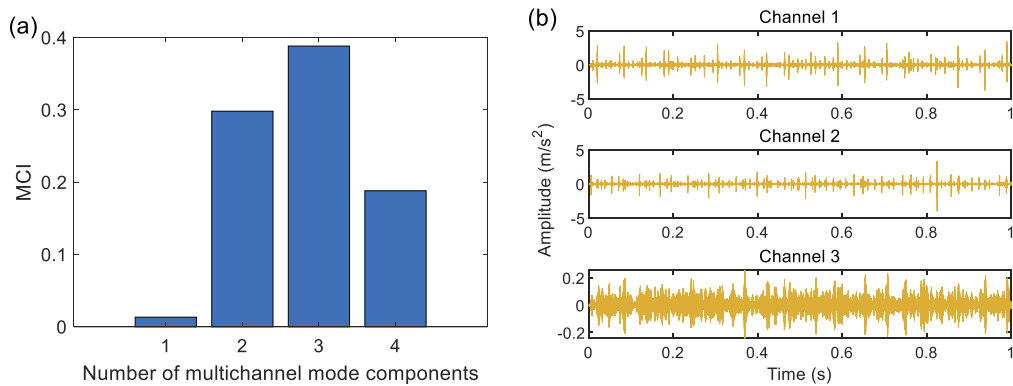 (a)
0.4
0.3
0.2
0.1
0
MCI
1 2 3 4
Number of multichannel mode components
(b)
Channel 1
5
0
-5
0 0.2 0.4 0.6 0.8 1
Channel 2
5
0
-5
0 0.2 0.4 0.6 0.8 1
Channel 3
0.2
0
-0.2
0 0.2 0.4 0.6 0.8 1
Amplitude (m/s²)
Time (s)